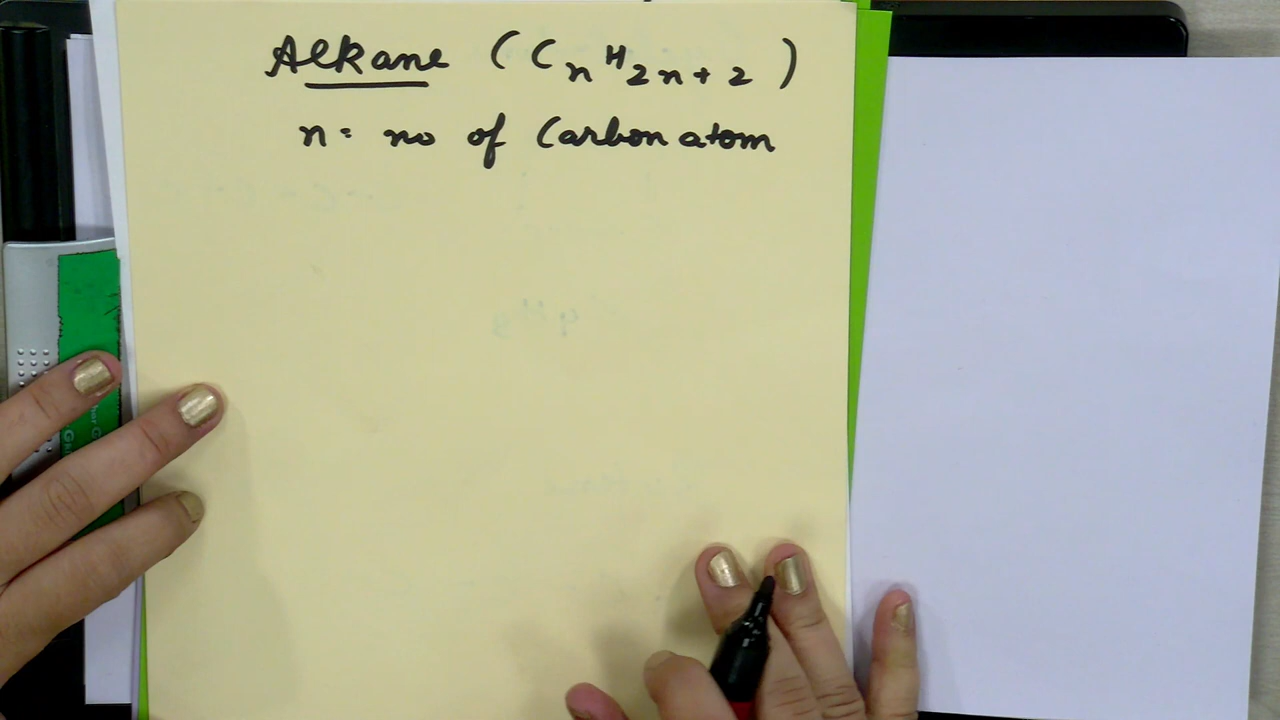 Alkane (CnH2n+2)
n = no of Carbon atom